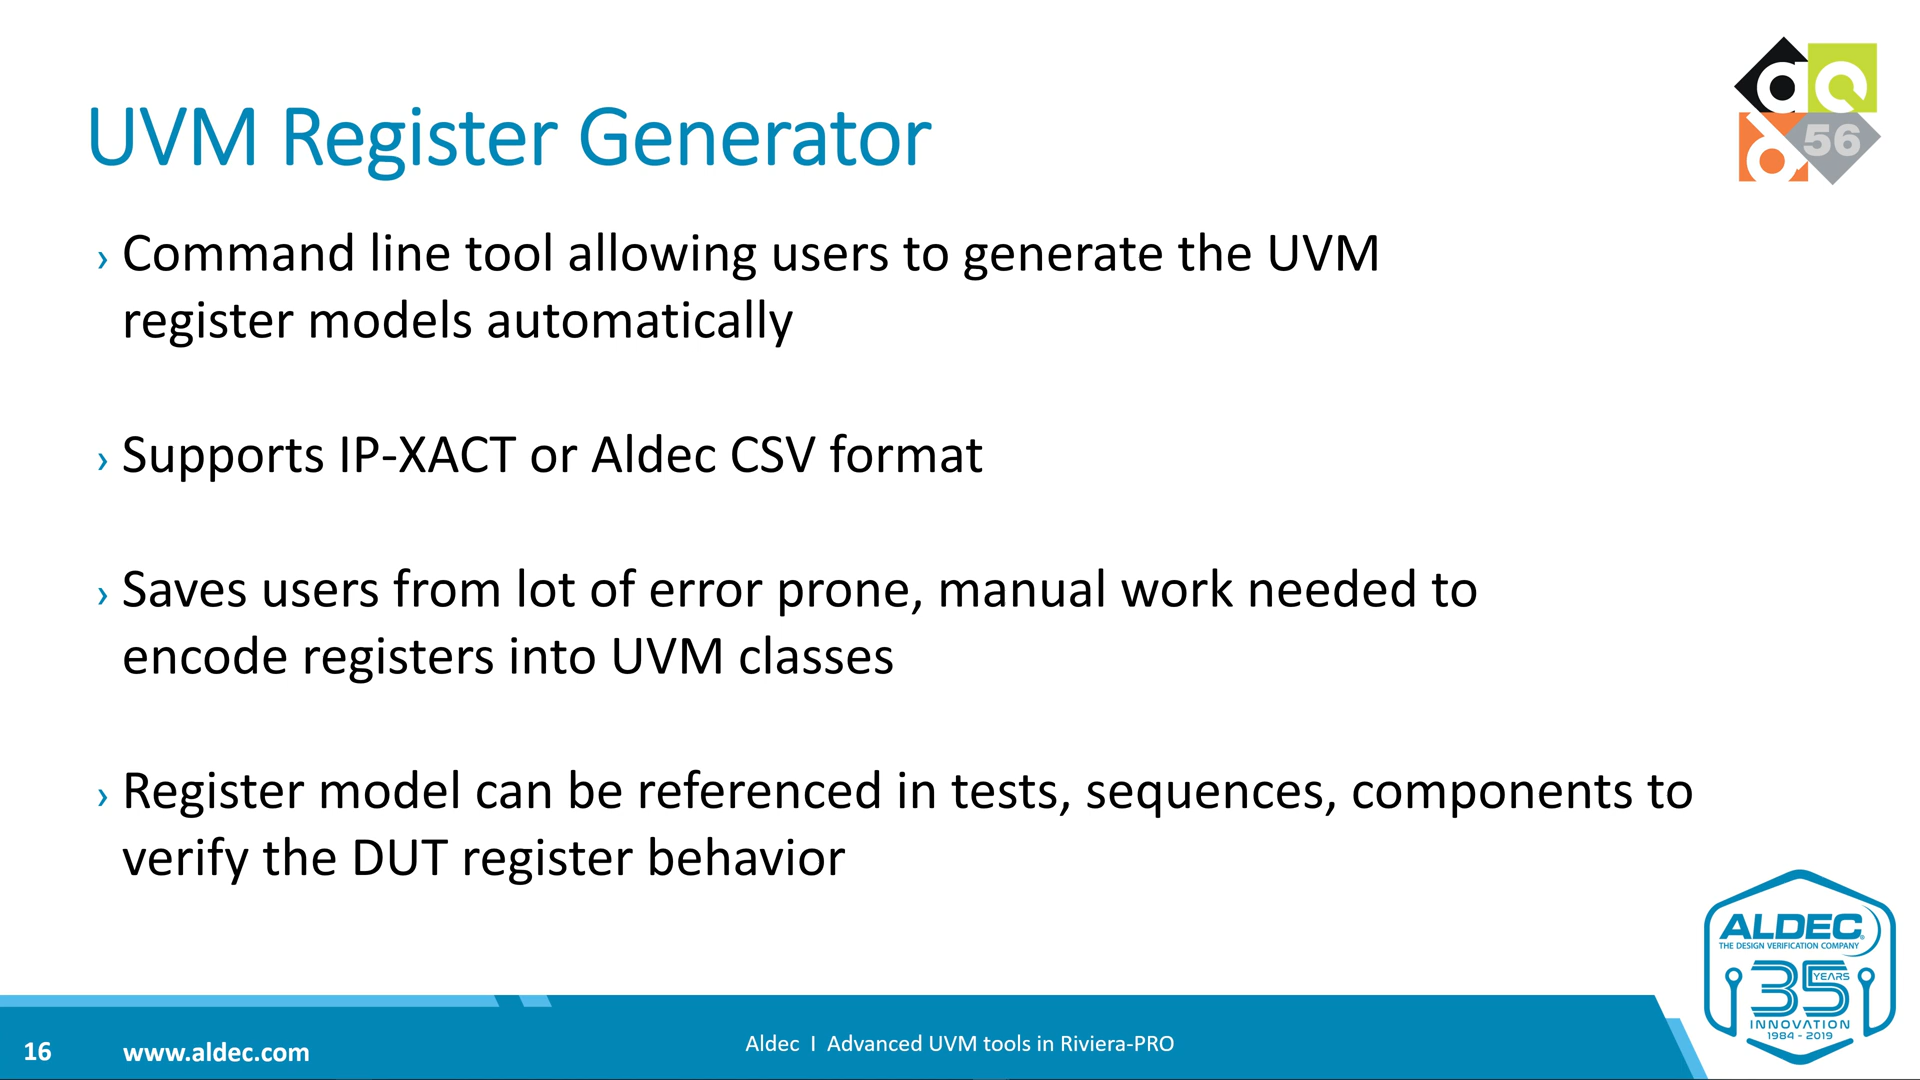 UVM Register Generator
56
› Command line tool allowing users to generate the UVM
register models automatically
› Supports IP-XACT or Aldec CSV format
› Saves users from lot of error prone, manual work needed to
encode registers into UVM classes
› Register model can be referenced in tests, sequences, components to
verify the DUT register behavior
ALDEC®
THE DESIGN VERIFICATION COMPANY
35 YEARS
INNOVATION
1984 - 2019
16
www.aldec.com
Aldec I Advanced UVM tools in Riviera-PRO